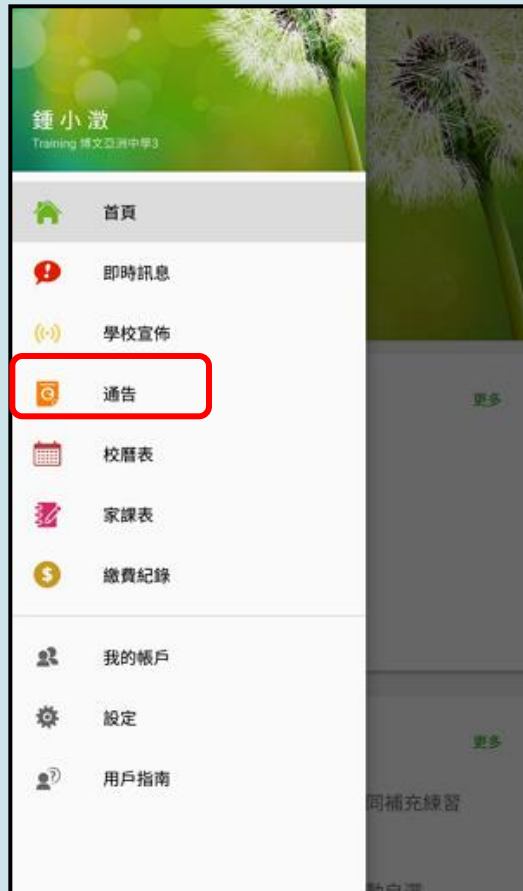 鍾小澂
Training 博文亞洲中學3
首頁
即時訊息
學校宣佈
通告
更多
校曆表
家課表
繳費紀錄
我的帳戶
設定
更多
用戶指南
同補充練習